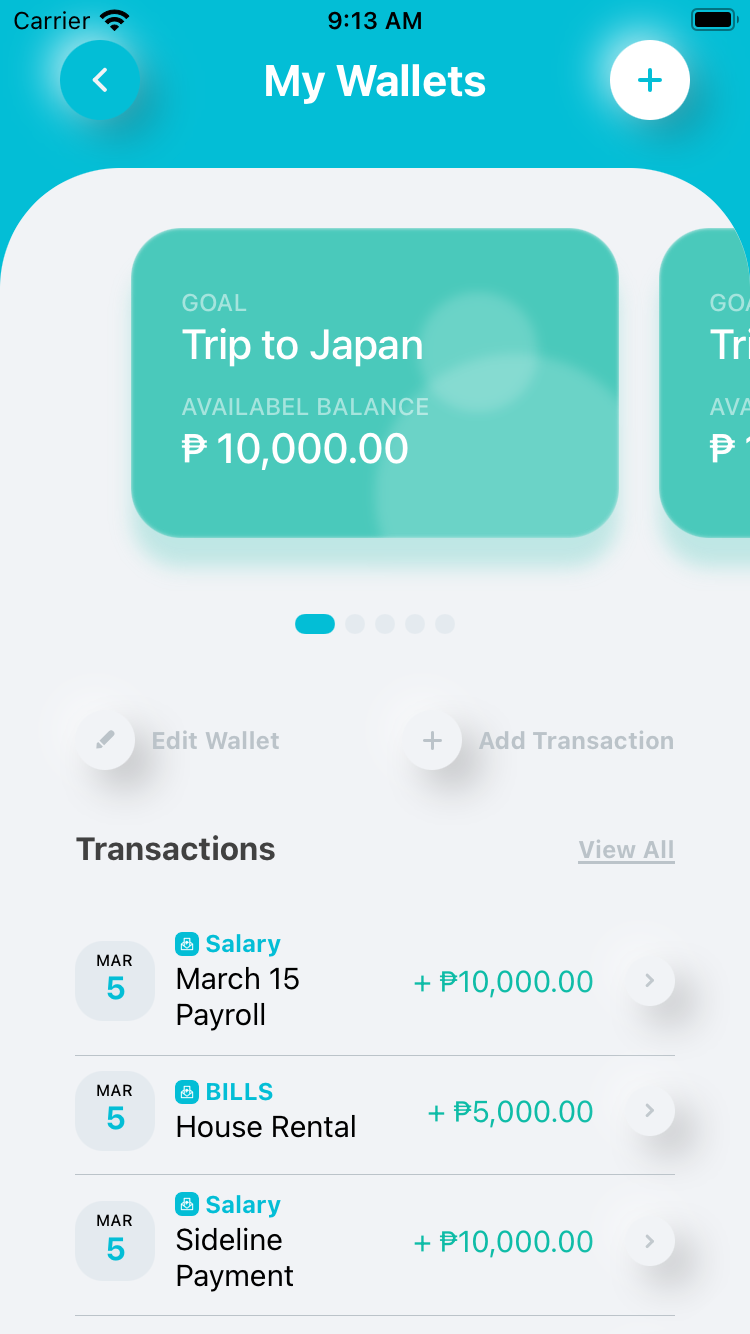 Carrier 9:13 AM
My Wallets
GOAL
Trip to Japan
AVAILABEL BALANCE
₱ 10,000.00
GOA
Tri
AVA
₱ 1
Edit Wallet
Add Transaction
Transactions
View All
MAR
5
Salary
March 15
Payroll
+ ₱10,000.00
MAR
5
BILLS
House Rental
+ ₱5,000.00
MAR
5
Salary
Sideline
Payment
+ ₱10,000.00